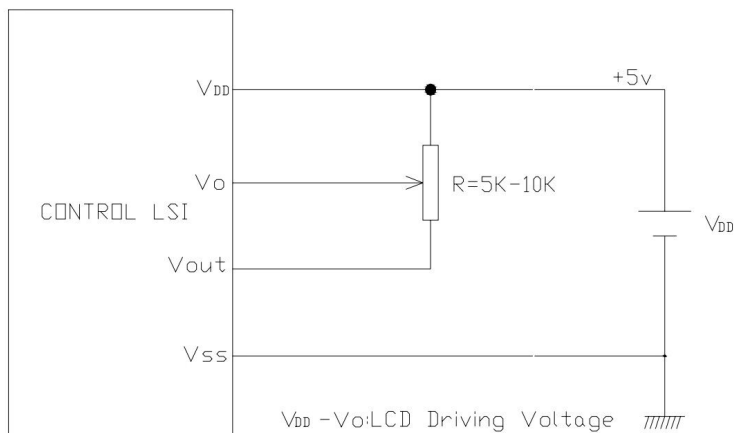 VDD
+5v
Vo
R=5K-10K
CONTROL LSI
VDD
Vout
Vss
VDD-Vo:LCD Driving Voltage